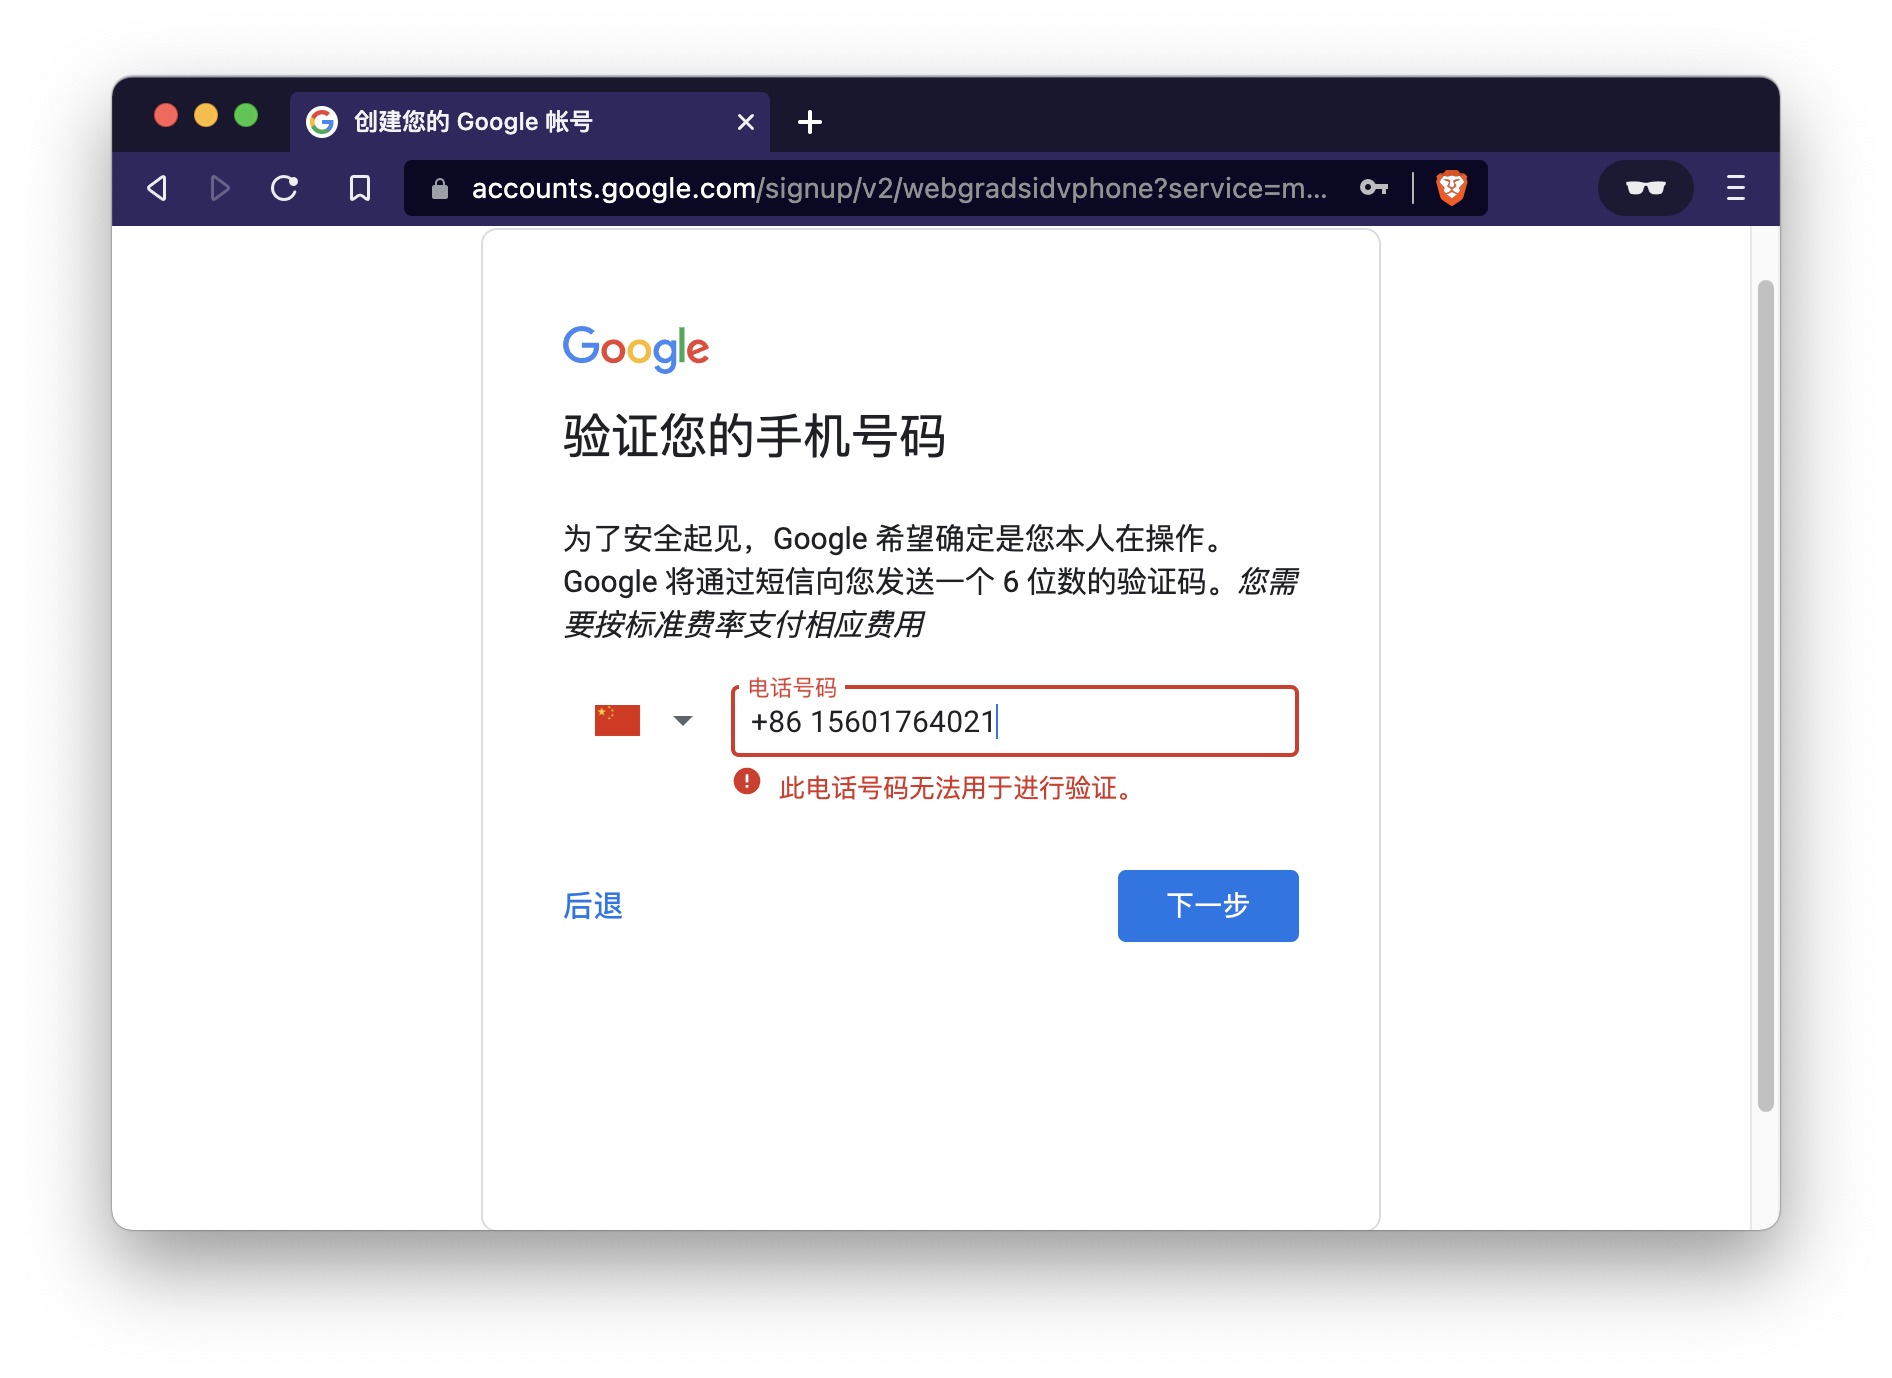 创建您的 Google 帐号
accounts.google.com/signup/v2/webgradsidvphone?service=m...
Google
验证您的手机号码
为了安全起见，Google 希望确定是您本人在操作。
Google 将通过短信向您发送一个 6 位数的验证码。您需
要按标准费率支付相应费用
电话号码
+86 15601764021
此电话号码无法用于进行验证。
后退
下一步